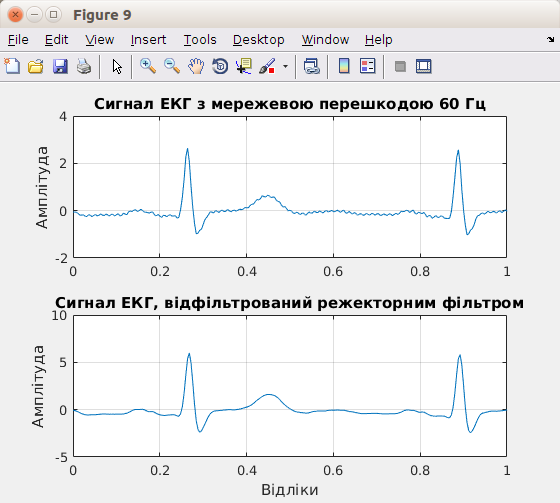 Figure 9
File Edit View Insert Tools Desktop Window Help
Сигнал ЕКГ з мережевою перешкодою 60 Гц
4
2
0
-2
Амплітуда
0 0.2 0.4 0.6 0.8 1
Сигнал ЕКГ, відфільтрований режекторним фільтром
10
5
0
-5
Амплітуда
0 0.2 0.4 0.6 0.8 1
Відліки